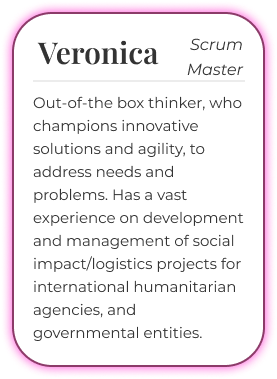 Veronica
Scrum
Master
Out-of-the box thinker, who
champions innovative
solutions and agility, to
address needs and
problems. Has a vast
experience on development
and management of social
impact/logistics projects for
international humanitarian
agencies, and
governmental entities.